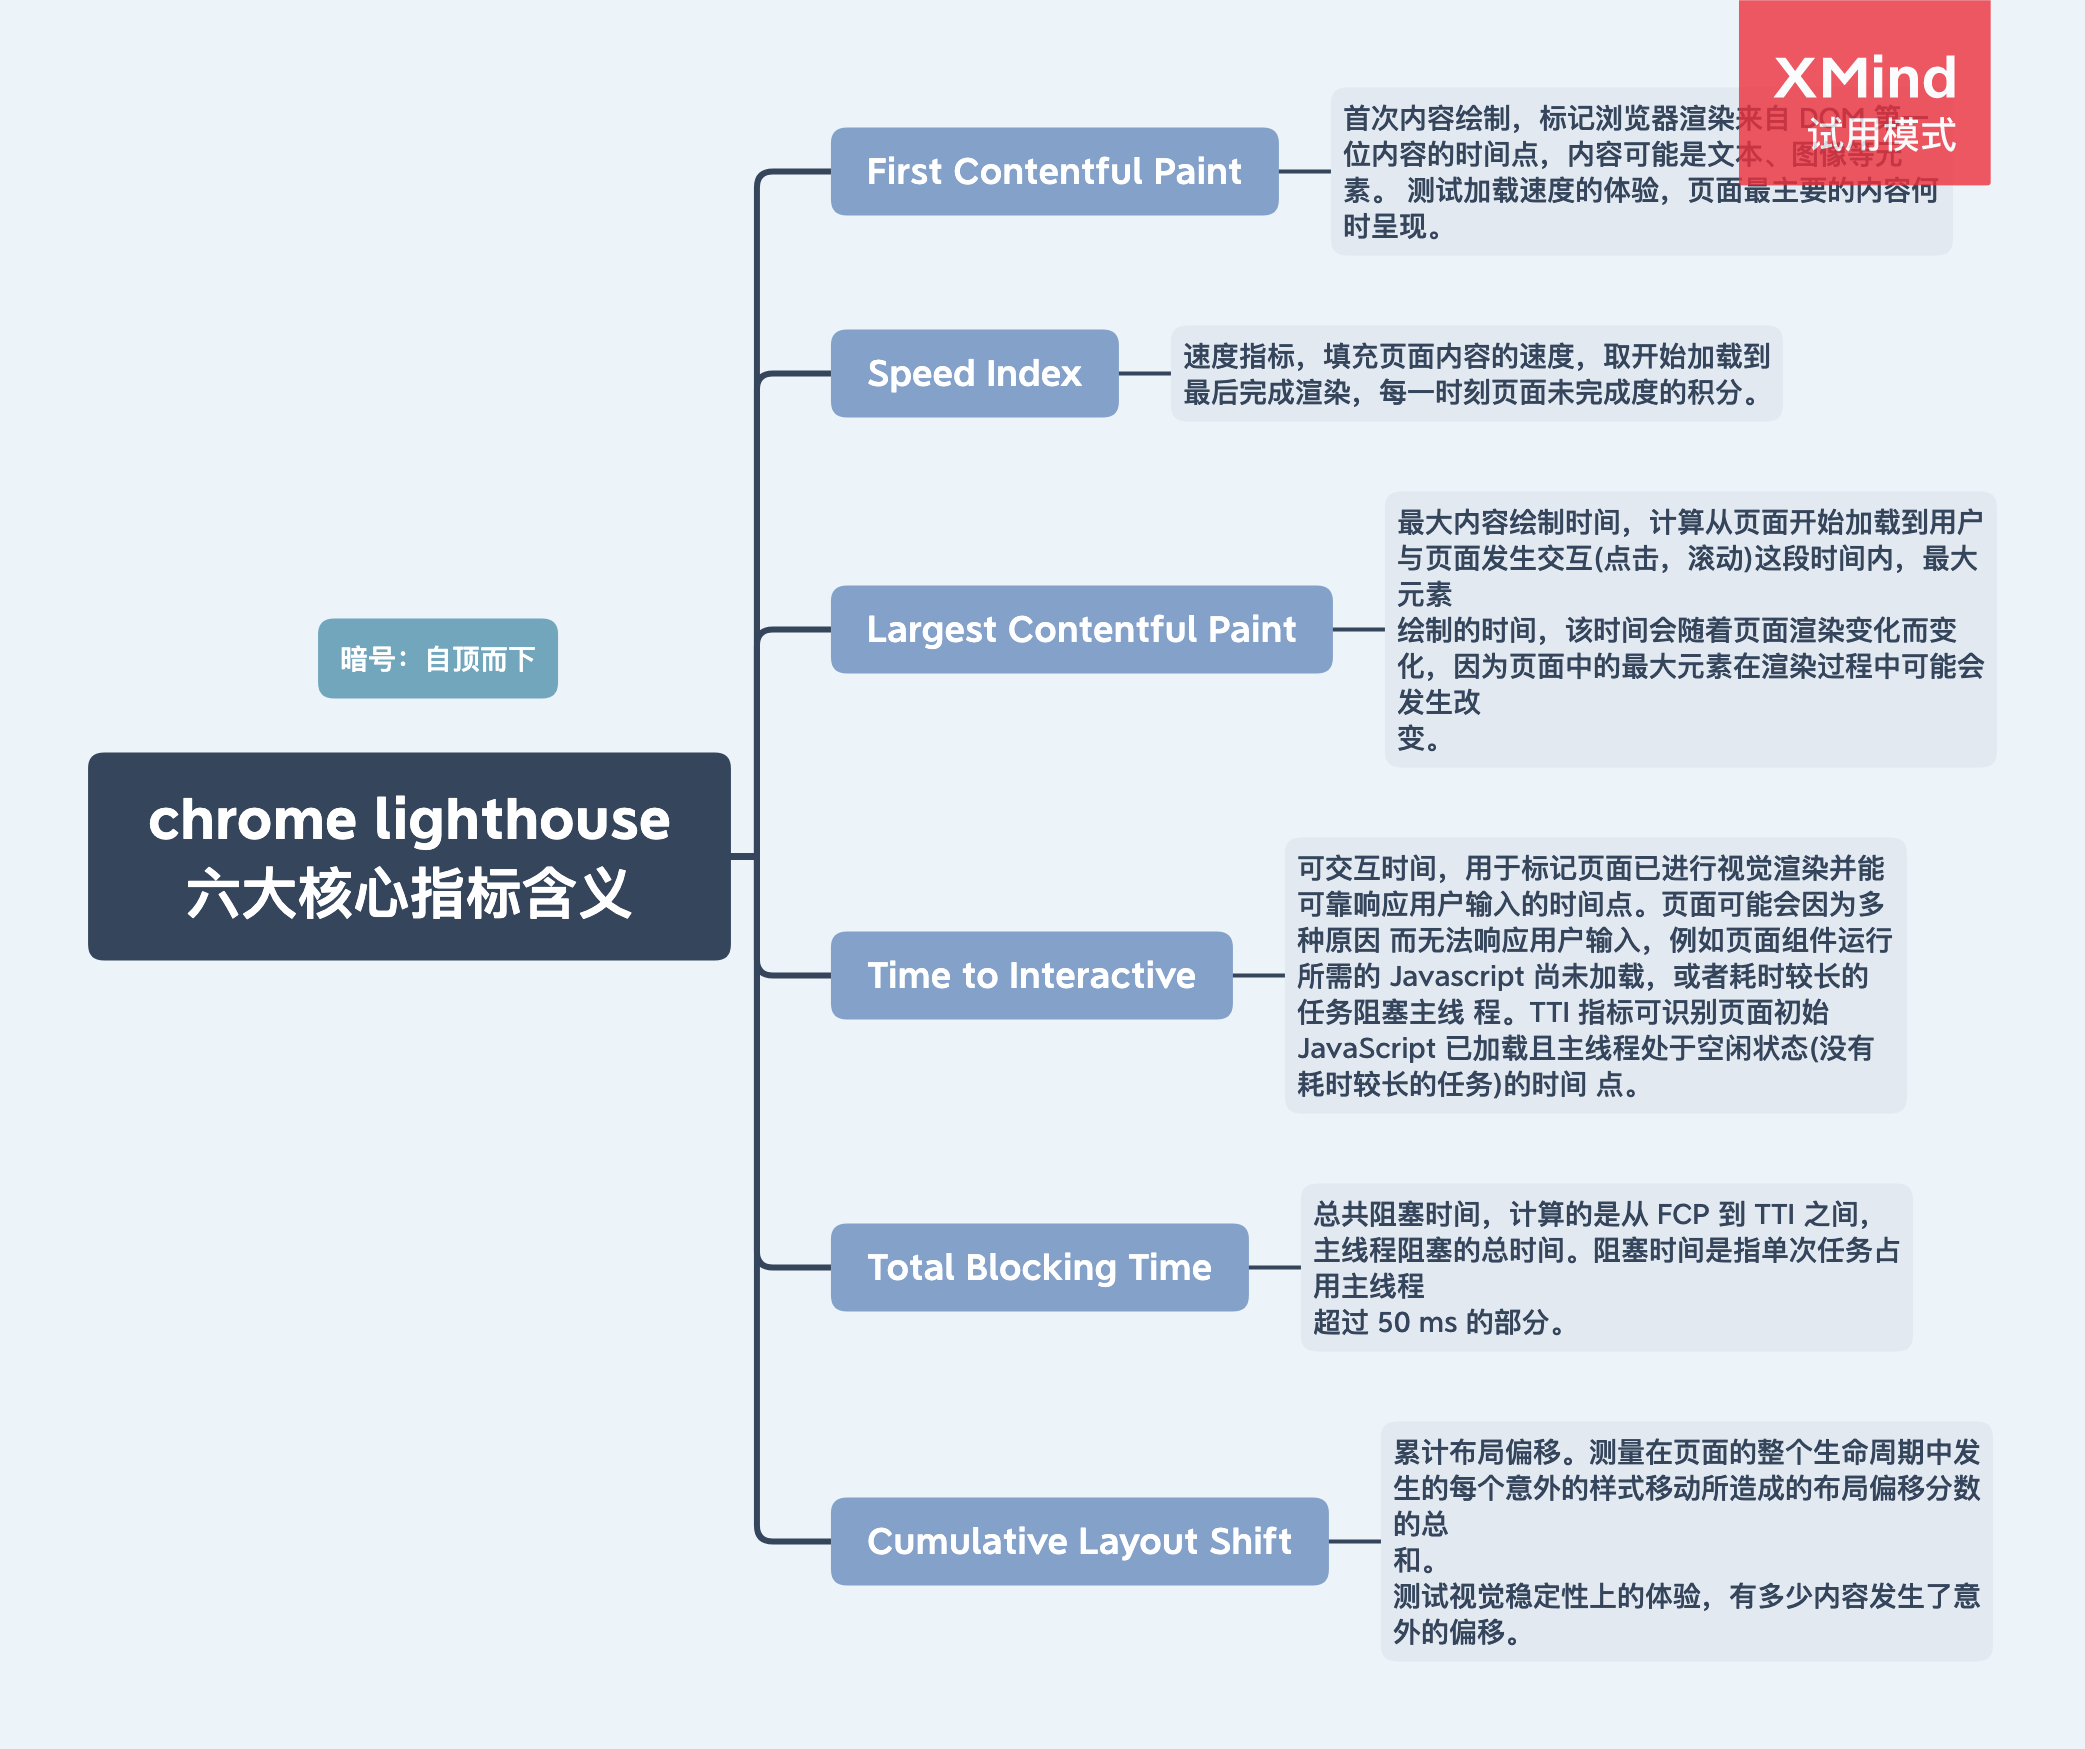 XMind
试用模式
First Contentful Paint
首次内容绘制，标记浏览器渲染来自 DOM 第一
位内容的时间点，内容可能是文本、图像等元
素。 测试加载速度的体验，页面最主要的内容何
时呈现。
Speed Index
速度指标，填充页面内容的速度，取开始加载到
最后完成渲染，每一时刻页面未完成度的积分。
Largest Contentful Paint
最大内容绘制时间，计算从页面开始加载到用户
与页面发生交互(点击，滚动)这段时间内，最大
元素
绘制的时间，该时间会随着页面渲染变化而变
化，因为页面中的最大元素在渲染过程中可能会
发生改
变。
暗号：自顶而下
chrome lighthouse
六大核心指标含义
Time to Interactive
可交互时间，用于标记页面已进行视觉渲染并能
可靠响应用户输入的时间点。页面可能会因为多
种原因 而无法响应用户输入，例如页面组件运行
所需的 Javascript 尚未加载，或者耗时较长的
任务阻塞主线 程。TTI 指标可识别页面初始
JavaScript 已加载且主线程处于空闲状态(没有
耗时较长的任务)的时间 点。
Total Blocking Time
总共阻塞时间，计算的是从 FCP 到 TTI 之间，
主线程阻塞的总时间。阻塞时间是指单次任务占
用主线程
超过 50 ms 的部分。
Cumulative Layout Shift
累计布局偏移。测量在页面的整个生命周期中发
生的每个意外的样式移动所造成的布局偏移分数
的总
和。
测试视觉稳定性上的体验，有多少内容发生了意
外的偏移。